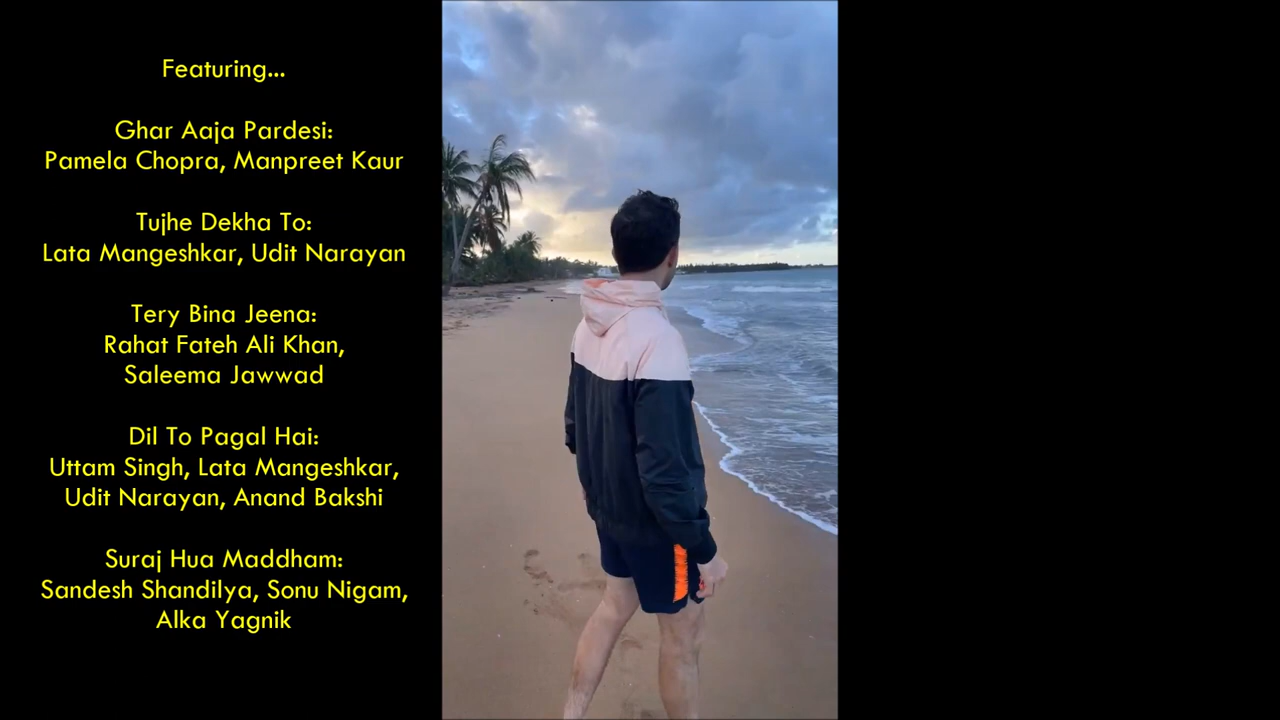 Featuring...
Ghar Aaja Pardesi:
Pamela Chopra, Manpreet Kaur
Tujhe Dekha To:
Lata Mangeshkar, Udit Narayan
Tery Bina Jeena:
Rahat Fateh Ali Khan,
Saleema Jawwad
Dil To Pagal Hai:
Uttam Singh, Lata Mangeshkar,
Udit Narayan, Anand Bakshi
Suraj Hua Maddham:
Sandesh Shandilya, Sonu Nigam,
Alka Yagnik